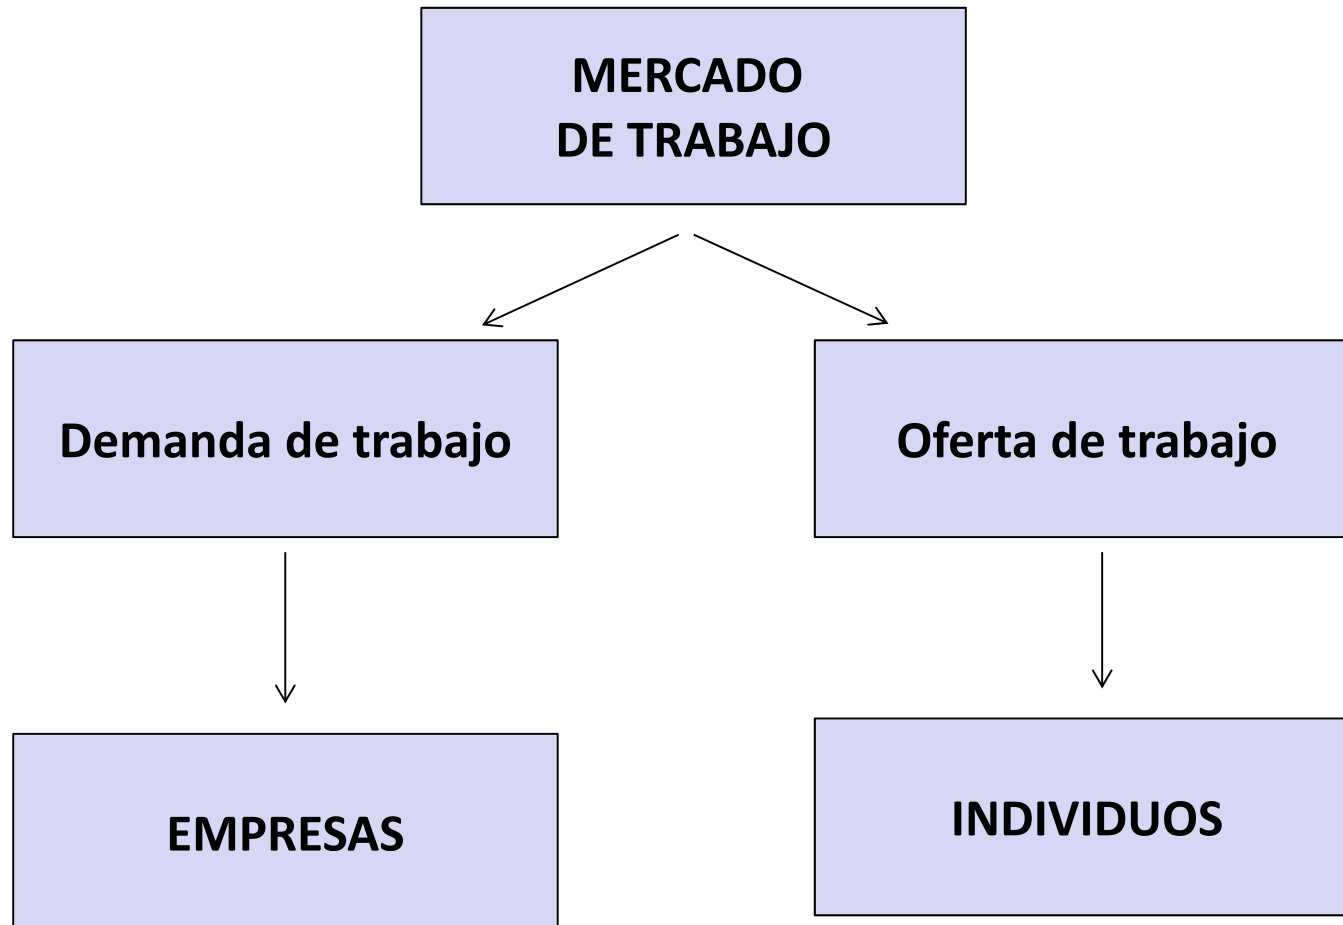 MERCADO
DE TRABAJO
Demanda de trabajo
Oferta de trabajo
EMPRESAS
INDIVIDUOS